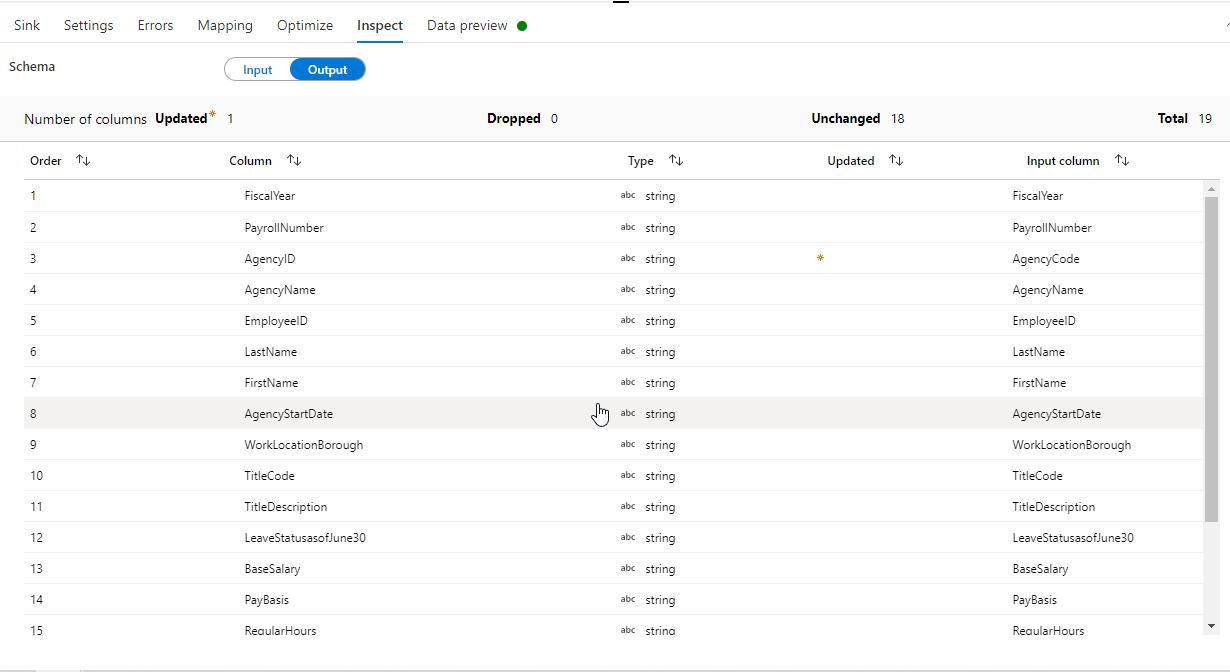 Sink Settings Errors Mapping Optimize Inspect Data preview
Schema Input Output
Number of columns Updated* 1 Dropped 0 Unchanged 18 Total 19
Order Column Type Updated Input column
1 FiscalYear abc string FiscalYear
2 PayrollNumber abc string PayrollNumber
3 AgencyID abc string * AgencyCode
4 AgencyName abc string AgencyName
5 EmployeeID abc string EmployeeID
6 LastName abc string LastName
7 FirstName abc string FirstName
8 AgencyStartDate abc string AgencyStartDate
9 WorkLocationBorough abc string WorkLocationBorough
10 TitleCode abc string TitleCode
11 TitleDescription abc string TitleDescription
12 LeaveStatusasofJune30 abc string LeaveStatusasofJune30
13 BaseSalary abc string BaseSalary
14 PayBasis abc string PayBasis
15 RegularHours abc string RegularHours